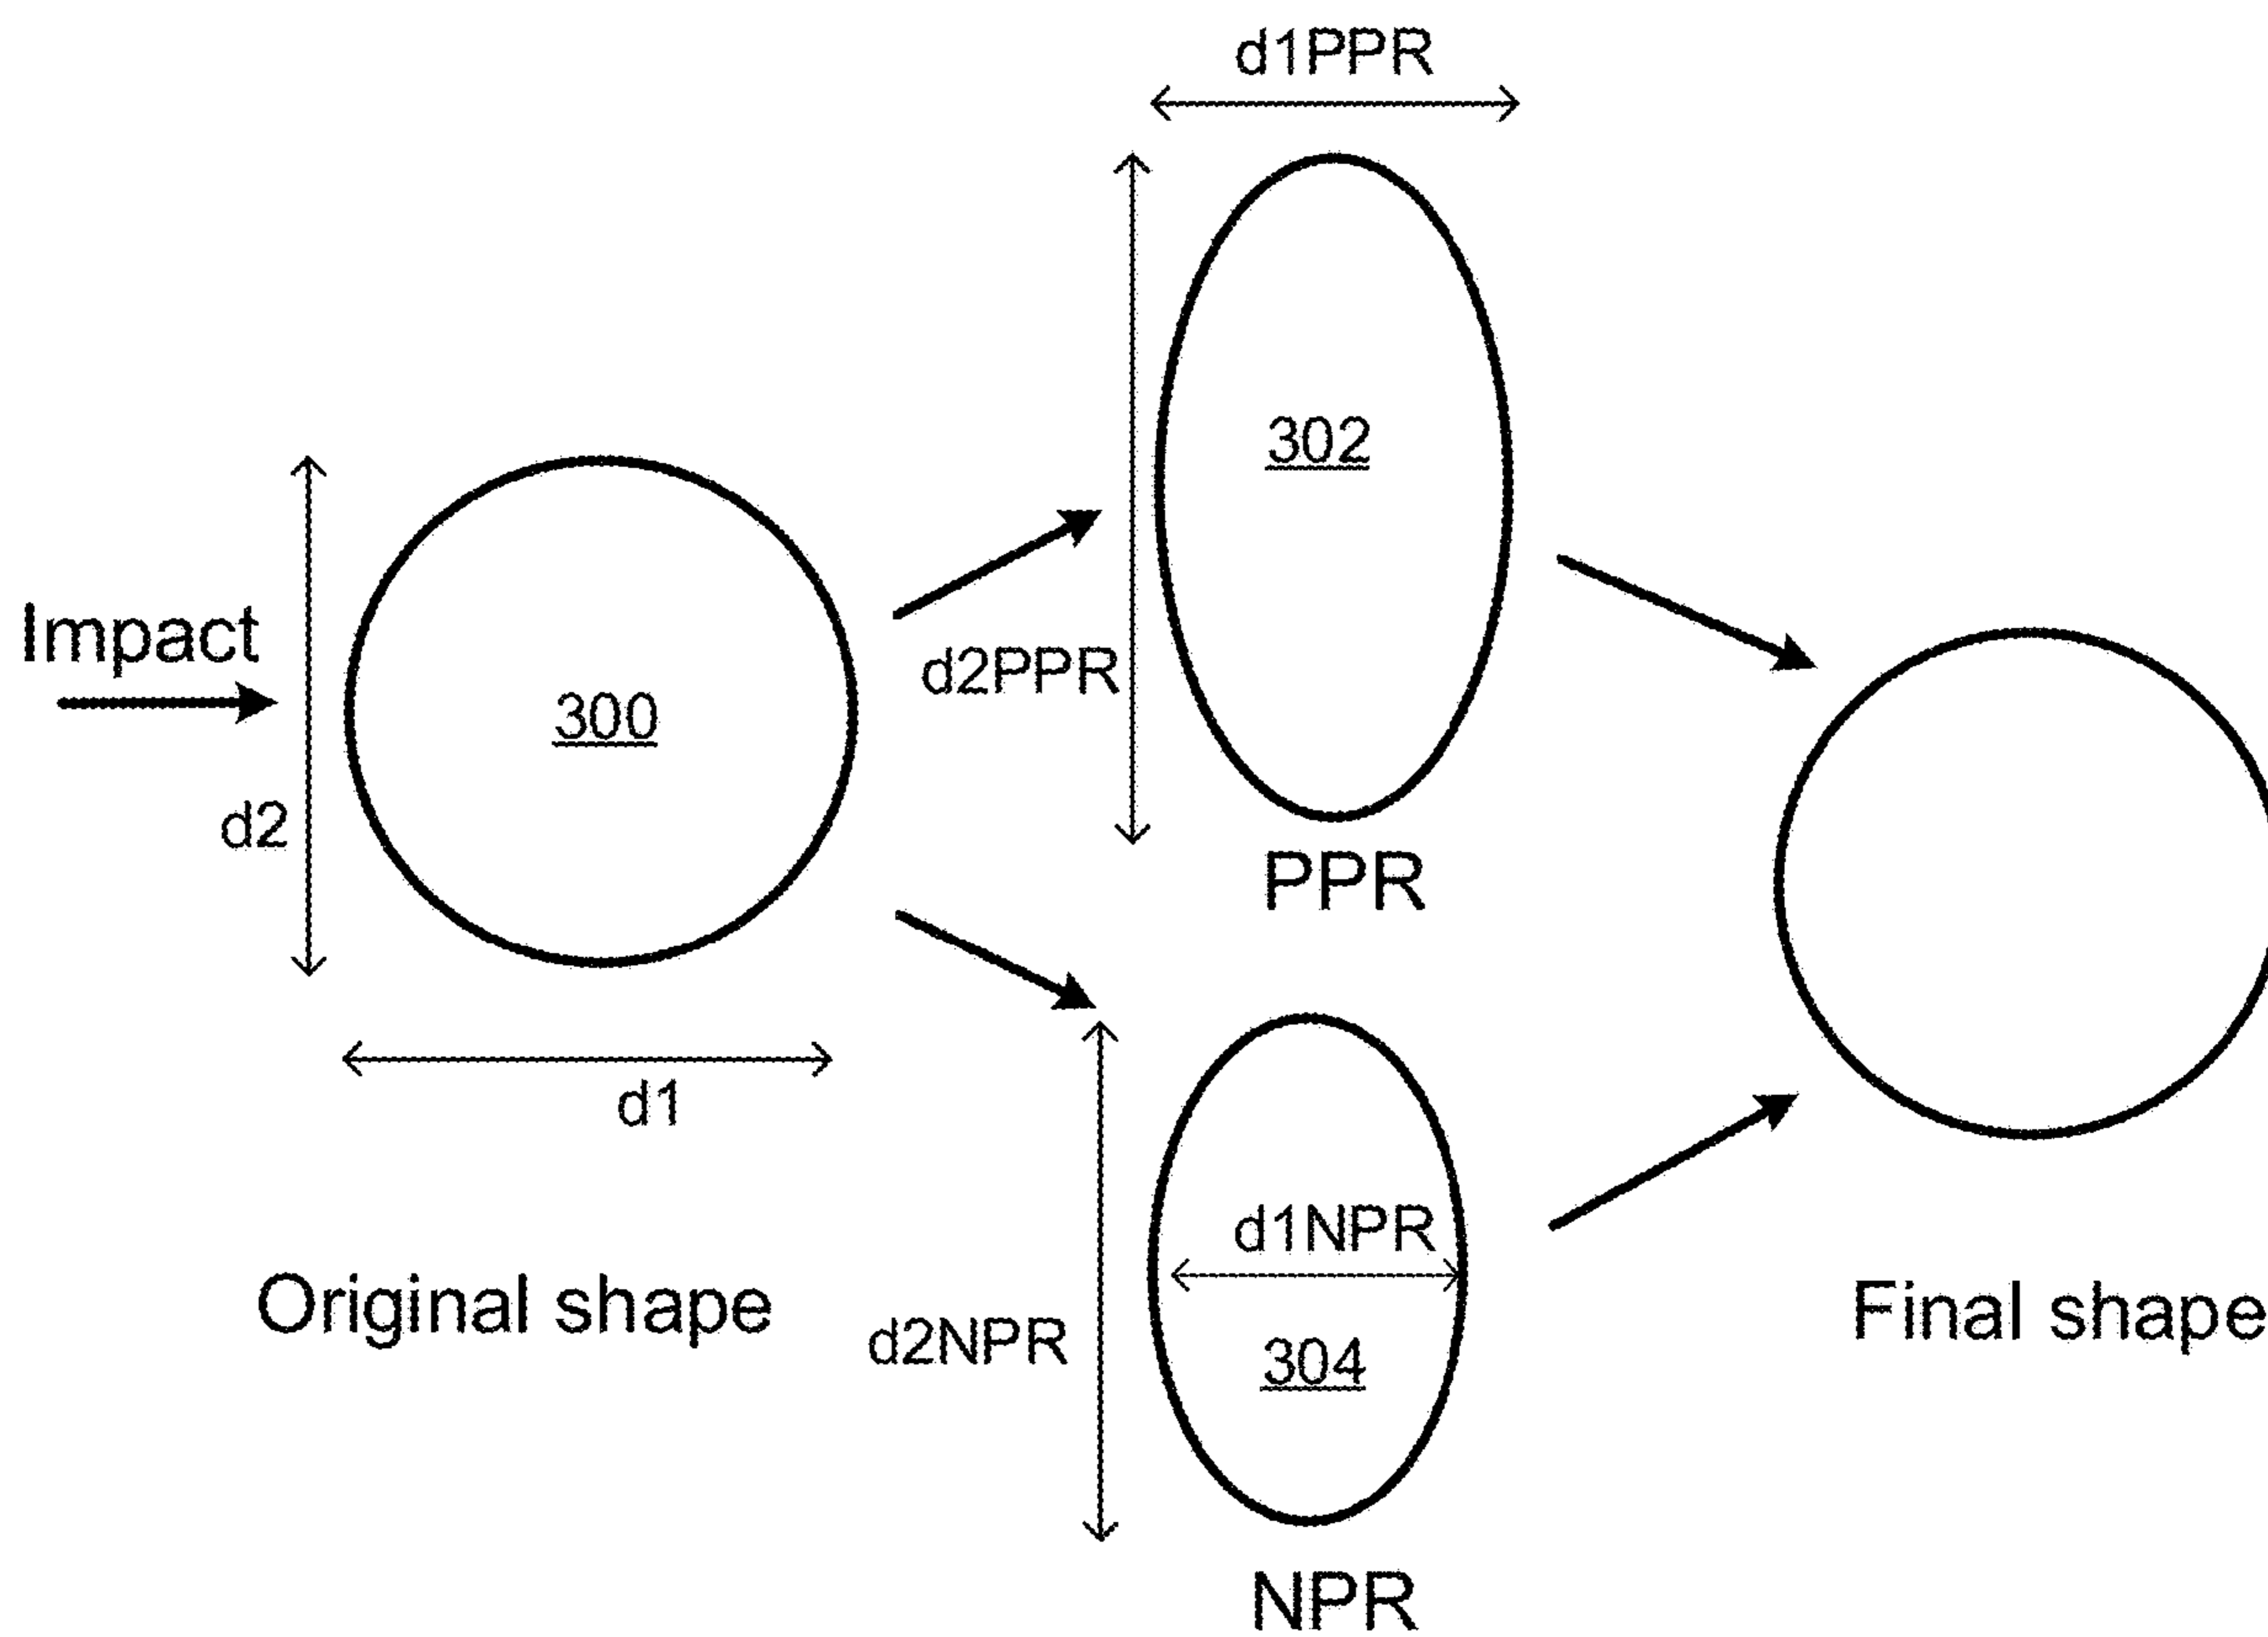 d1PPR
302
d2PPR
PPR
Impact
300
d2
d1
Original shape
d1NPR
d2NPR
304
NPR
Final shape